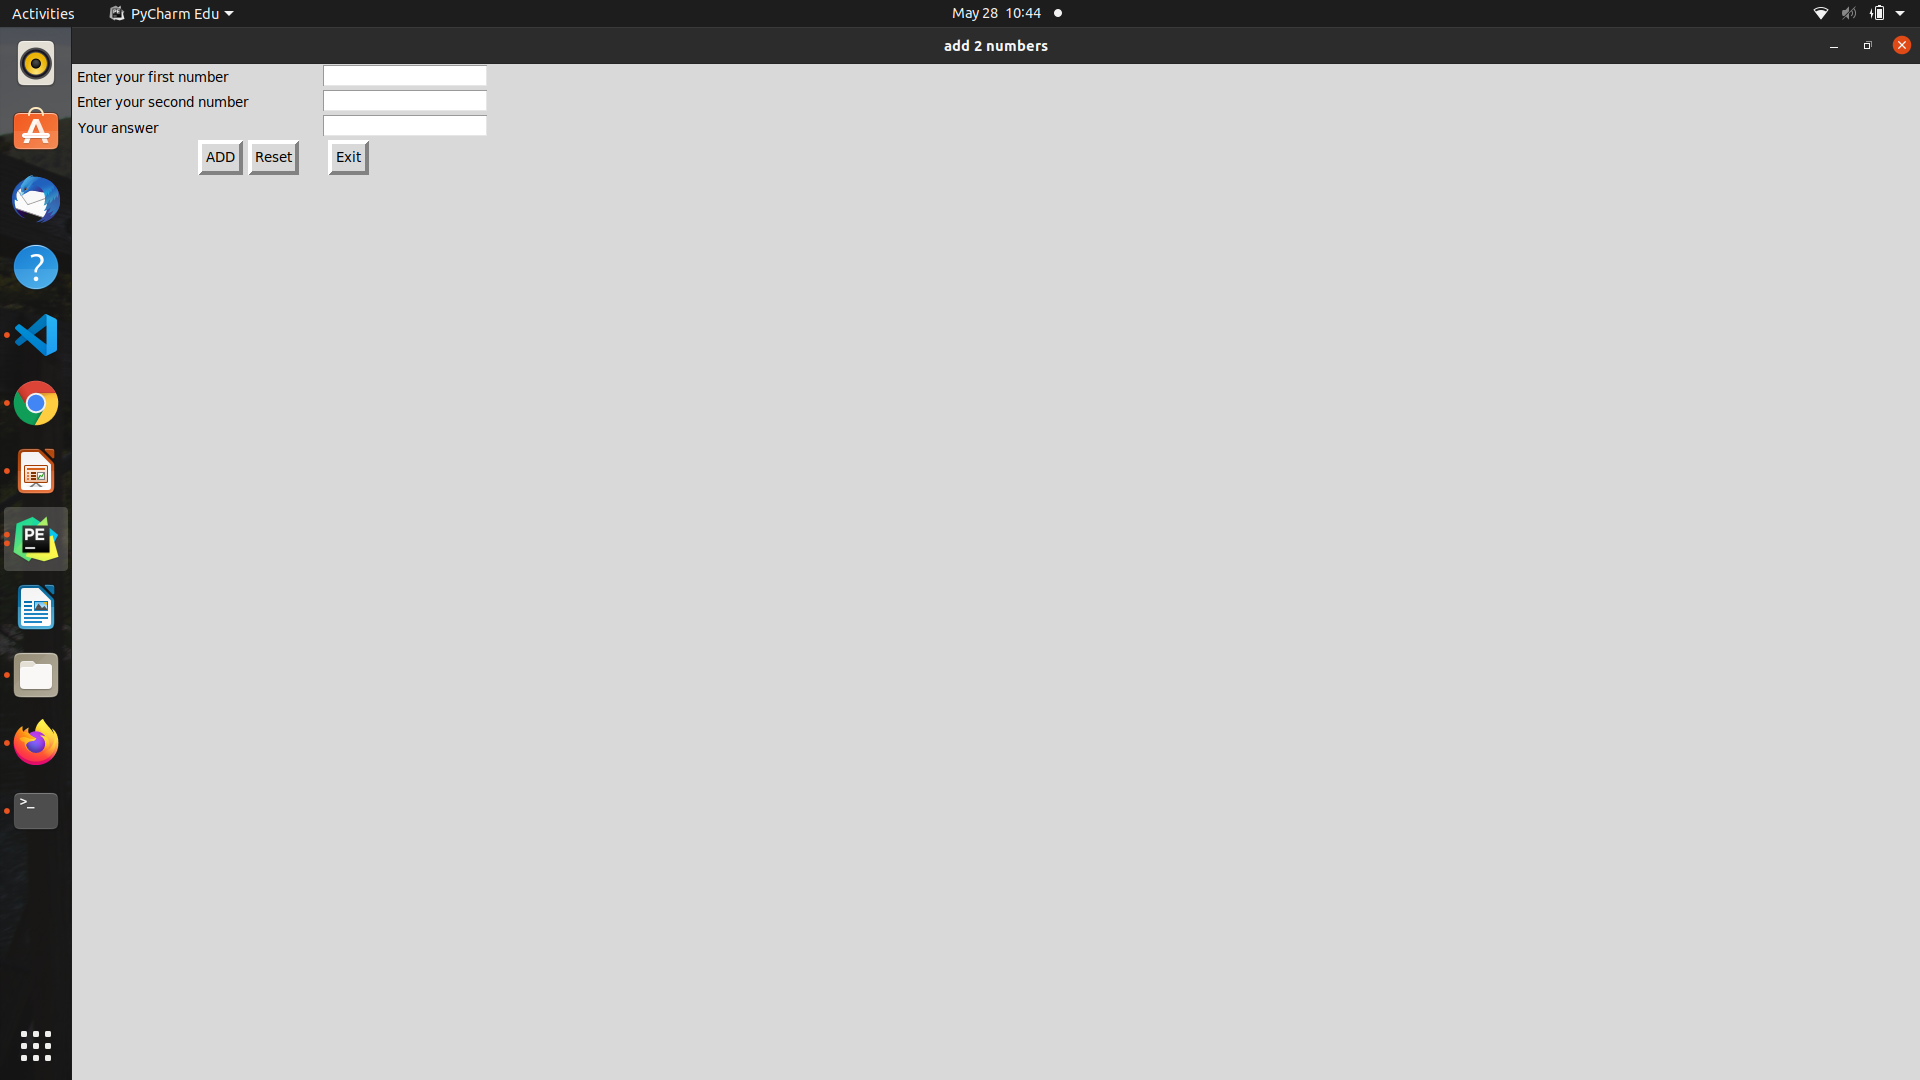 Activities PyCharm Edu May 28 10:44
add 2 numbers
Enter your first number
Enter your second number
Your answer
ADD Reset Exit
?
PE
>_